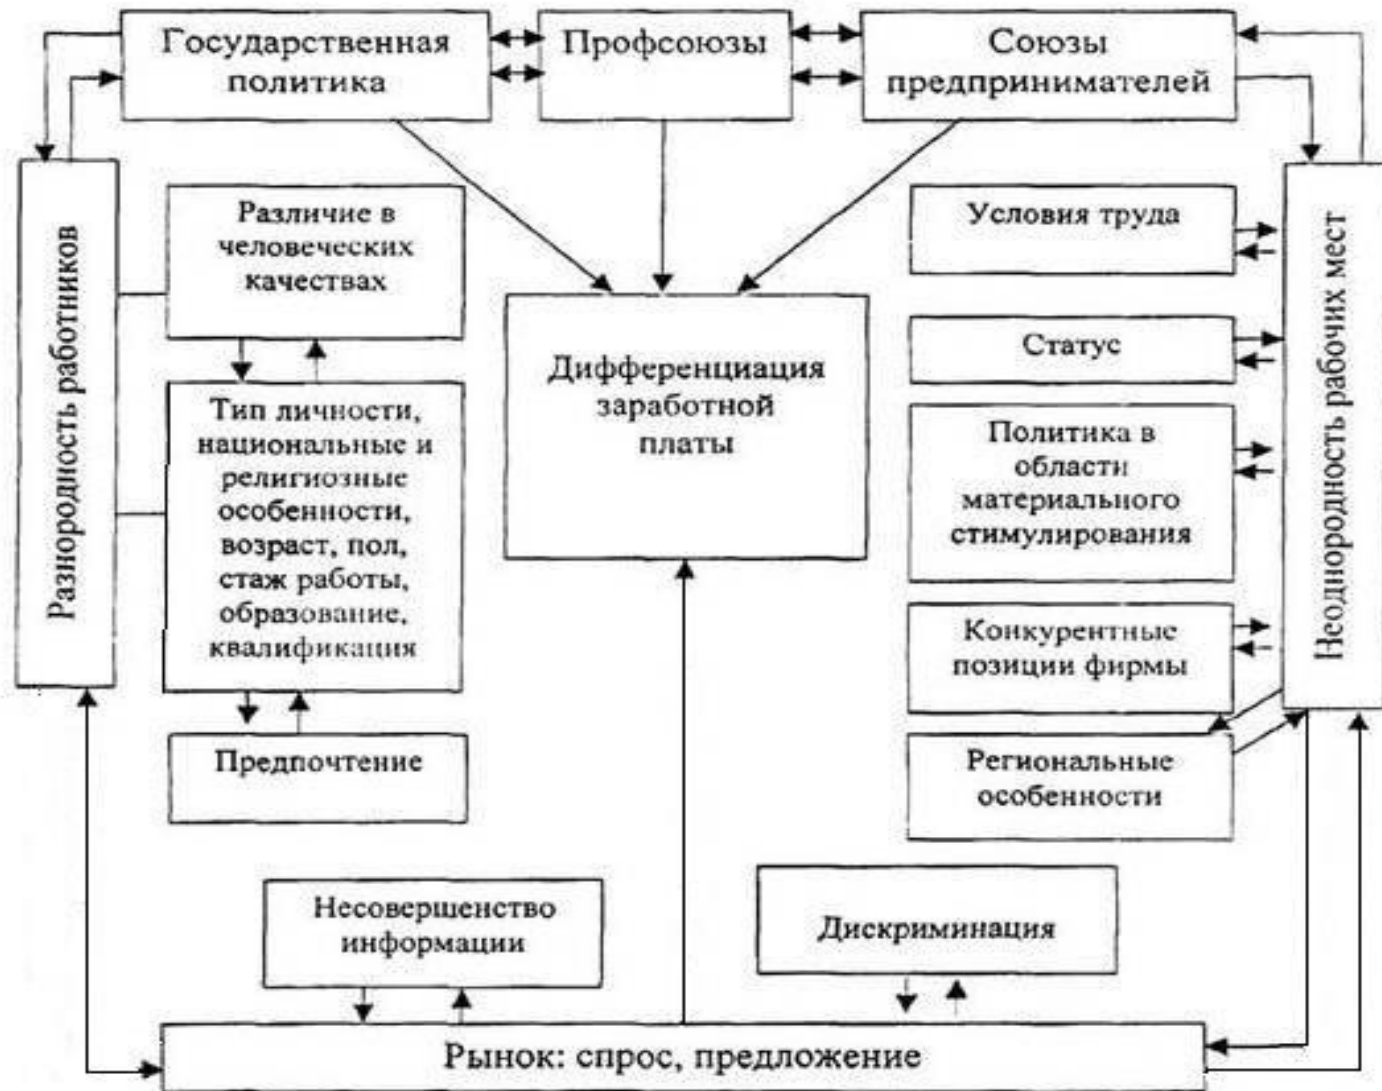 Государственная
политика
Профсоюзы
Союзы
предпринимателей
Разнородность работников
Различие в
человеческих
качествах
Тип личности,
национальные и
религиозные
особенности,
возраст, пол,
стаж работы,
образование,
квалификация
Предпочтение
Дифференциация
заработной
платы
Условия труда
Статус
Политика в
области
материального
стимулирования
Конкурентные
позиции фирмы
Региональные
особенности
Неоднородность рабочих мест
Несовершенство
информации
Дискриминация
Рынок: спрос, предложение